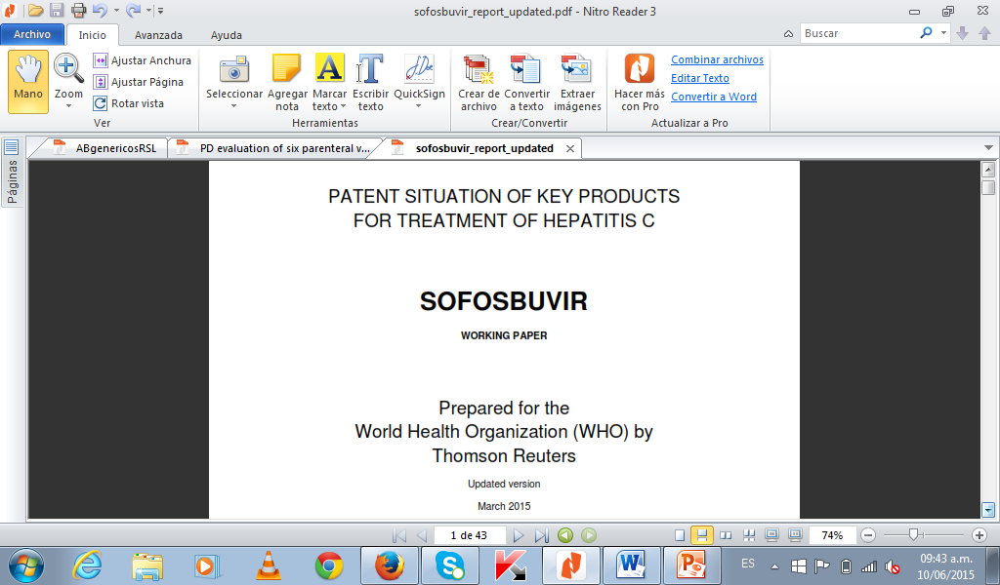 sofosbuvir_report_updated.pdf - Nitro Reader 3
Archivo
Inicio
Avanzada
Ayuda
Buscar
Mano
Zoom
Ajustar Anchura
Ajustar Página
Rotar vista
Ver
Seleccionar
Agregar
nota
Marcar
texto
Escribir
texto
QuickSign
Herramientas
Crear de
archivo
Convertir
a texto
Extraer
imágenes
Crear/Convertir
Hacer más
con Pro
Combinar archivos
Editar Texto
Convertir a Word
Actualizar a Pro
Páginas
ABgenericosRSL
PD evaluation of six parenteral v...
sofosbuvir_report_updated
PATENT SITUATION OF KEY PRODUCTS
FOR TREATMENT OF HEPATITIS C
SOFOSBUVIR
WORKING PAPER
Prepared for the
World Health Organization (WHO) by
Thomson Reuters
Updated version
March 2015
1 de 43
74%
ES
09:43 a.m.
10/06/2015